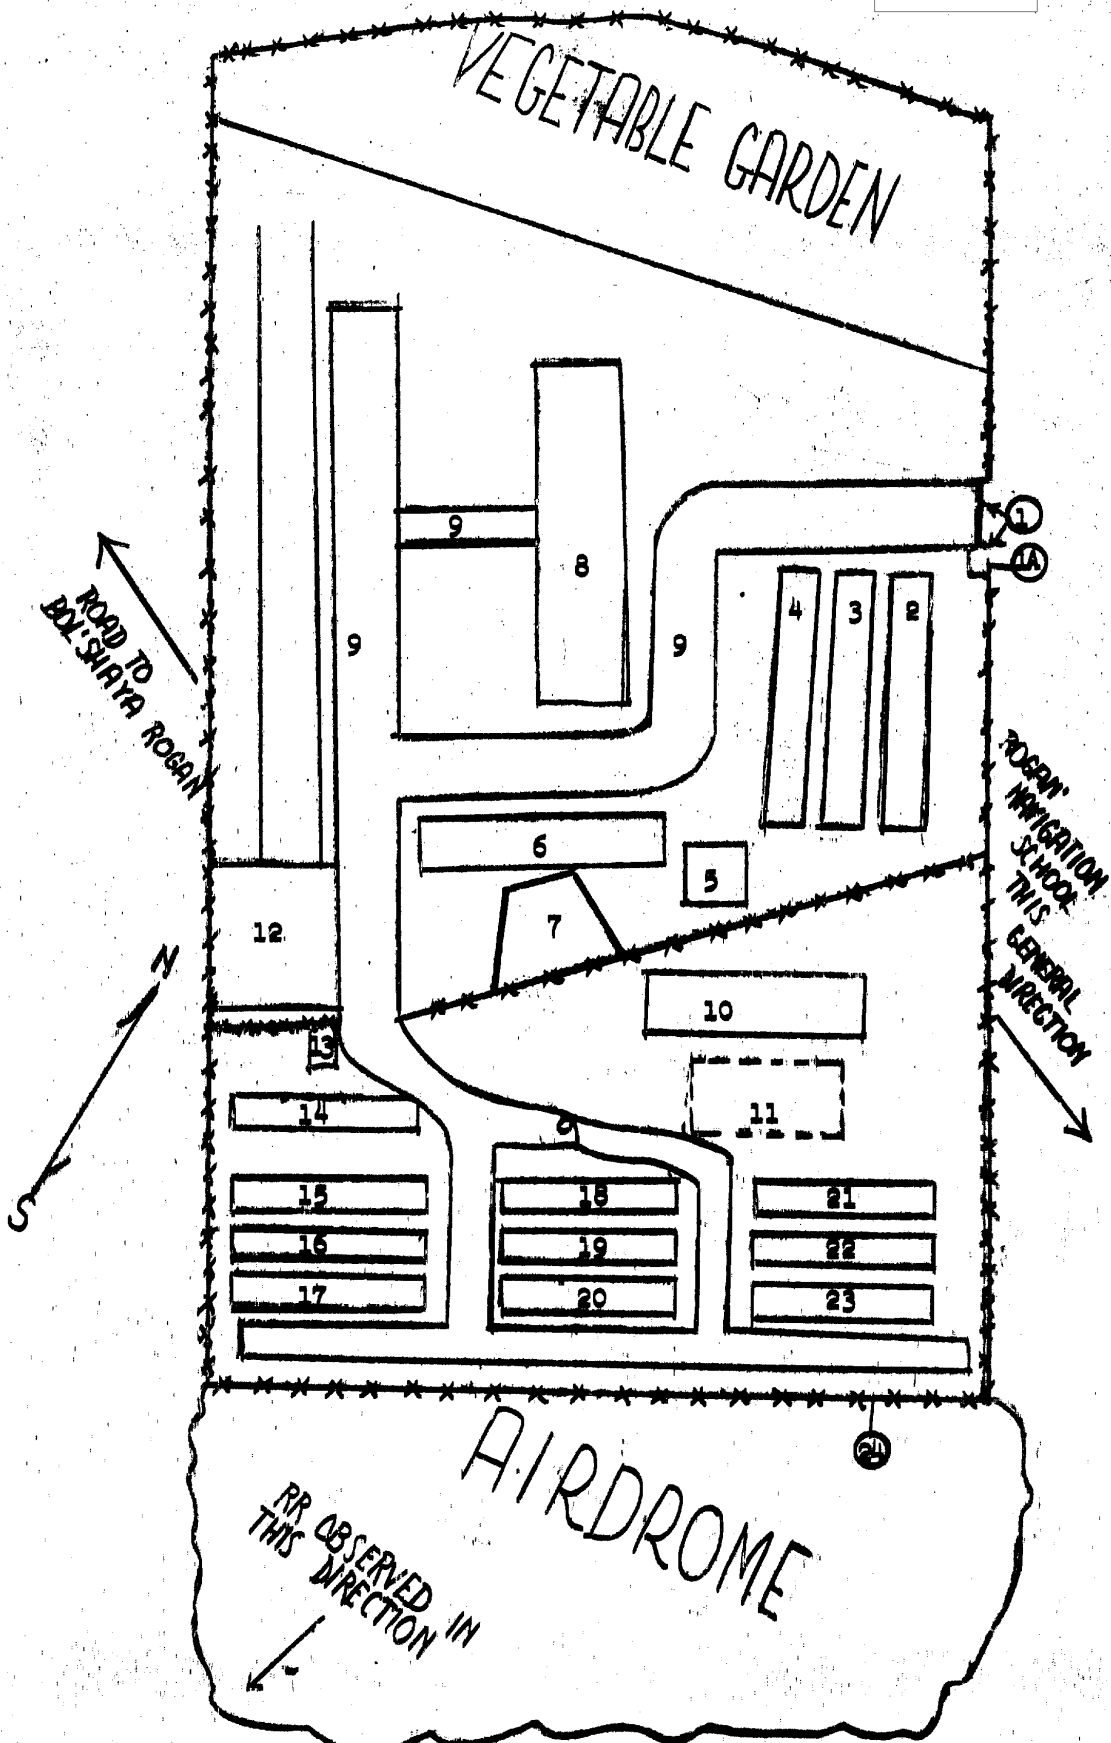 VEGETABLE GARDEN
1
1A
9
8
4
3
2
9
9
ROAD TO
BOL'SHAYA ROGAN
ROGAN'
NAVIGATION
SCHOOL
THIS
GENERAL
DIRECTION
6
5
7
12
N
S
10
13
11
14
15
18
21
16
19
22
17
20
23
24
AIRDROME
RR OBSERVED IN
THIS DIRECTION